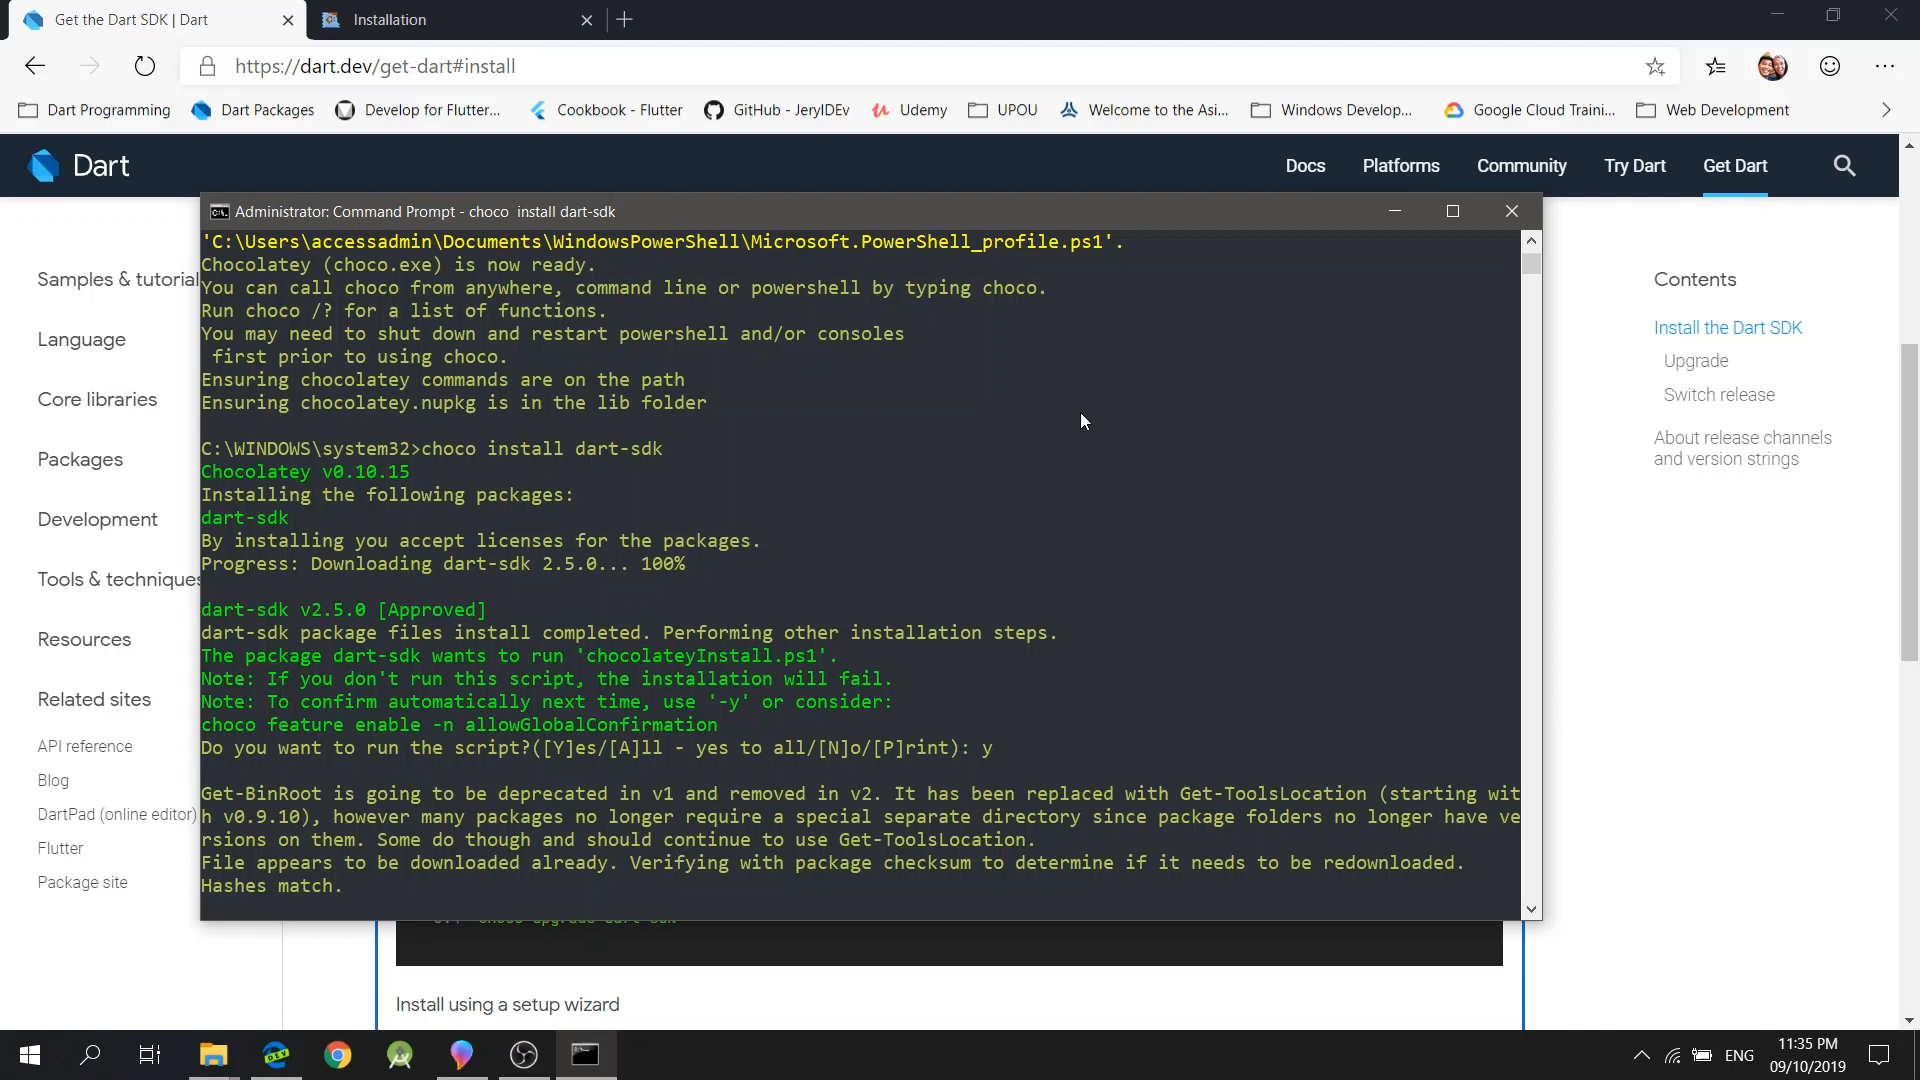 Get the Dart SDK | Dart
Installation
https://dart.dev/get-dart#install
Dart Programming
Dart Packages
Develop for Flutter...
Cookbook - Flutter
GitHub - JerylDEv
Udemy
UPOU
Welcome to the Asi...
Windows Develop...
Google Cloud Traini...
Web Development
Dart
Docs
Platforms
Community
Try Dart
Get Dart
Samples & tutorial
Language
Core libraries
Packages
Development
Tools & techniques
Resources
Related sites
API reference
Blog
DartPad (online editor)
Flutter
Package site
Administrator: Command Prompt - choco  install dart-sdk
'C:\Users\accessadmin\Documents\WindowsPowerShell\Microsoft.PowerShell_profile.ps1'.
Chocolatey (choco.exe) is now ready.
You can call choco from anywhere, command line or powershell by typing choco.
Run choco /? for a list of functions.
You may need to shut down and restart powershell and/or consoles
 first prior to using choco.
Ensuring chocolatey commands are on the path
Ensuring chocolatey.nupkg is in the lib folder
C:\WINDOWS\system32>choco install dart-sdk
Chocolatey v0.10.15
Installing the following packages:
dart-sdk
By installing you accept licenses for the packages.
Progress: Downloading dart-sdk 2.5.0... 100%
dart-sdk v2.5.0 [Approved]
dart-sdk package files install completed. Performing other installation steps.
The package dart-sdk wants to run 'chocolateyInstall.ps1'.
Note: If you don't run this script, the installation will fail.
Note: To confirm automatically next time, use '-y' or consider:
choco feature enable -n allowGlobalConfirmation
Do you want to run the script?([Y]es/[A]ll - yes to all/[N]o/[P]rint): y
Get-BinRoot is going to be deprecated in v1 and removed in v2. It has been replaced with Get-ToolsLocation (starting wit
h v0.9.10), however many packages no longer require a special separate directory since package folders no longer have ve
rsions on them. Some do though and should continue to use Get-ToolsLocation.
File appears to be downloaded already. Verifying with package checksum to determine if it needs to be redownloaded.
Hashes match.
Install using a setup wizard
Contents
Install the Dart SDK
Upgrade
Switch release
About release channels
and version strings
DEV
ENG
11:35 PM
09/10/2019